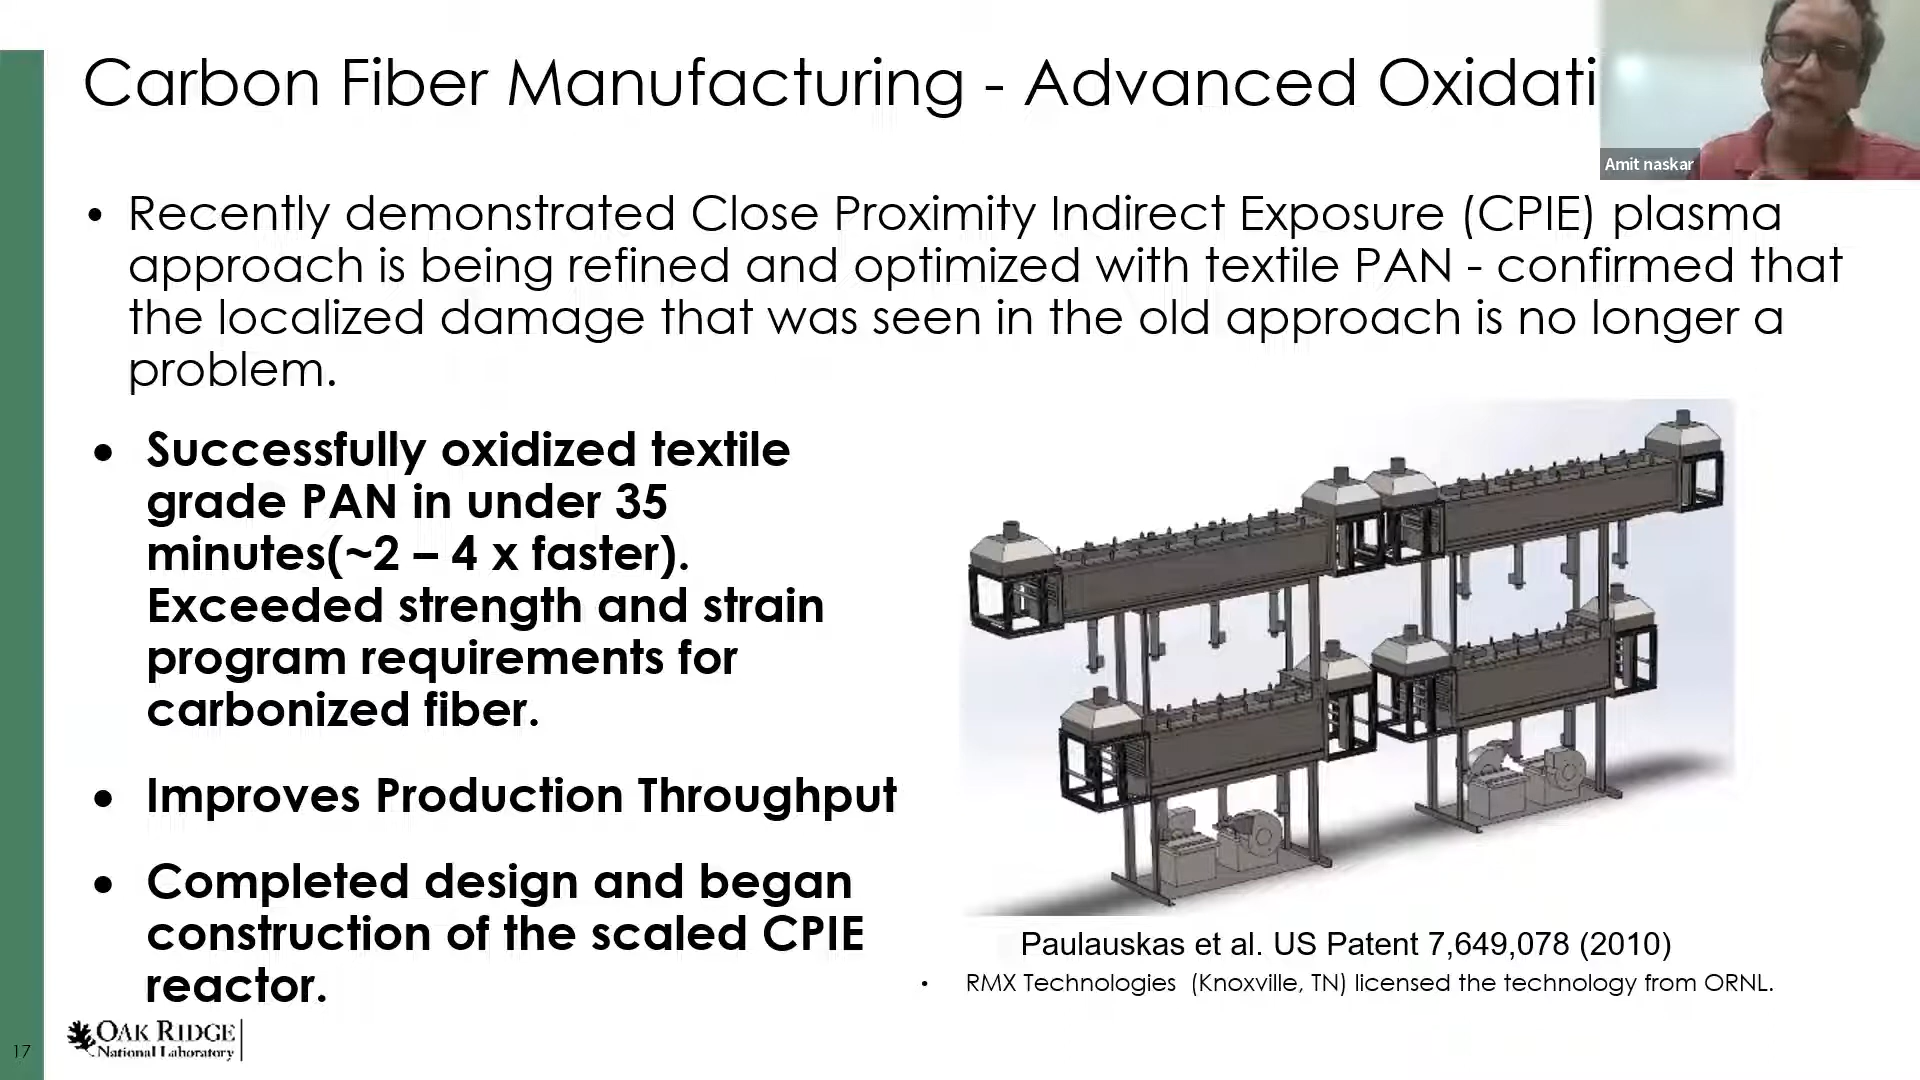 Carbon Fiber Manufacturing - Advanced Oxidati
Amit naskar
• Recently demonstrated Close Proximity Indirect Exposure (CPIE) plasma
approach is being refined and optimized with textile PAN - confirmed that
the localized damage that was seen in the old approach is no longer a
problem.
• Successfully oxidized textile
grade PAN in under 35
minutes(~2 – 4 x faster).
Exceeded strength and strain
program requirements for
carbonized fiber.
• Improves Production Throughput
• Completed design and began
construction of the scaled CPIE
reactor.
Paulauskas et al. US Patent 7,649,078 (2010)
• RMX Technologies (Knoxville, TN) licensed the technology from ORNL.
OAK RIDGE
National Laboratory
17